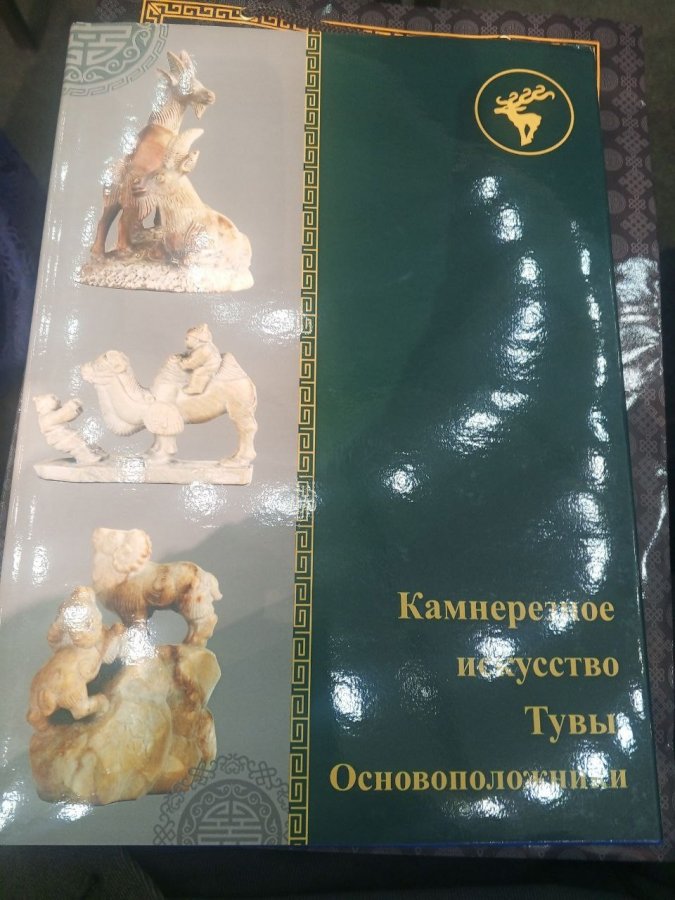 Камнерезное
искусство
Тувы
Основоположники